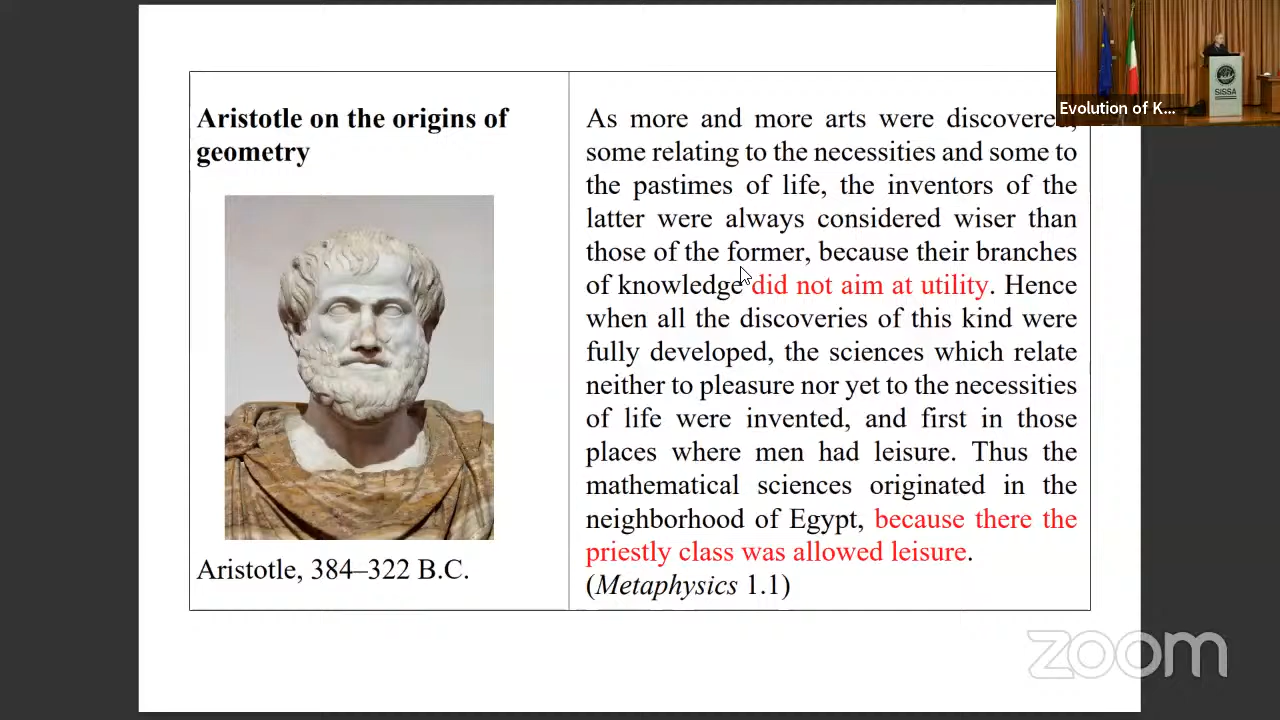 Aristotle on the origins of
geometry
Aristotle, 384–322 B.C.
As more and more arts were discovered,
some relating to the necessities and some to
the pastimes of life, the inventors of the
latter were always considered wiser than
those of the former, because their branches
of knowledge did not aim at utility. Hence
when all the discoveries of this kind were
fully developed, the sciences which relate
neither to pleasure nor yet to the necessities
of life were invented, and first in those
places where men had leisure. Thus the
mathematical sciences originated in the
neighborhood of Egypt, because there the
priestly class was allowed leisure.
(Metaphysics 1.1)
Evolution of K...
SISSA
zoom